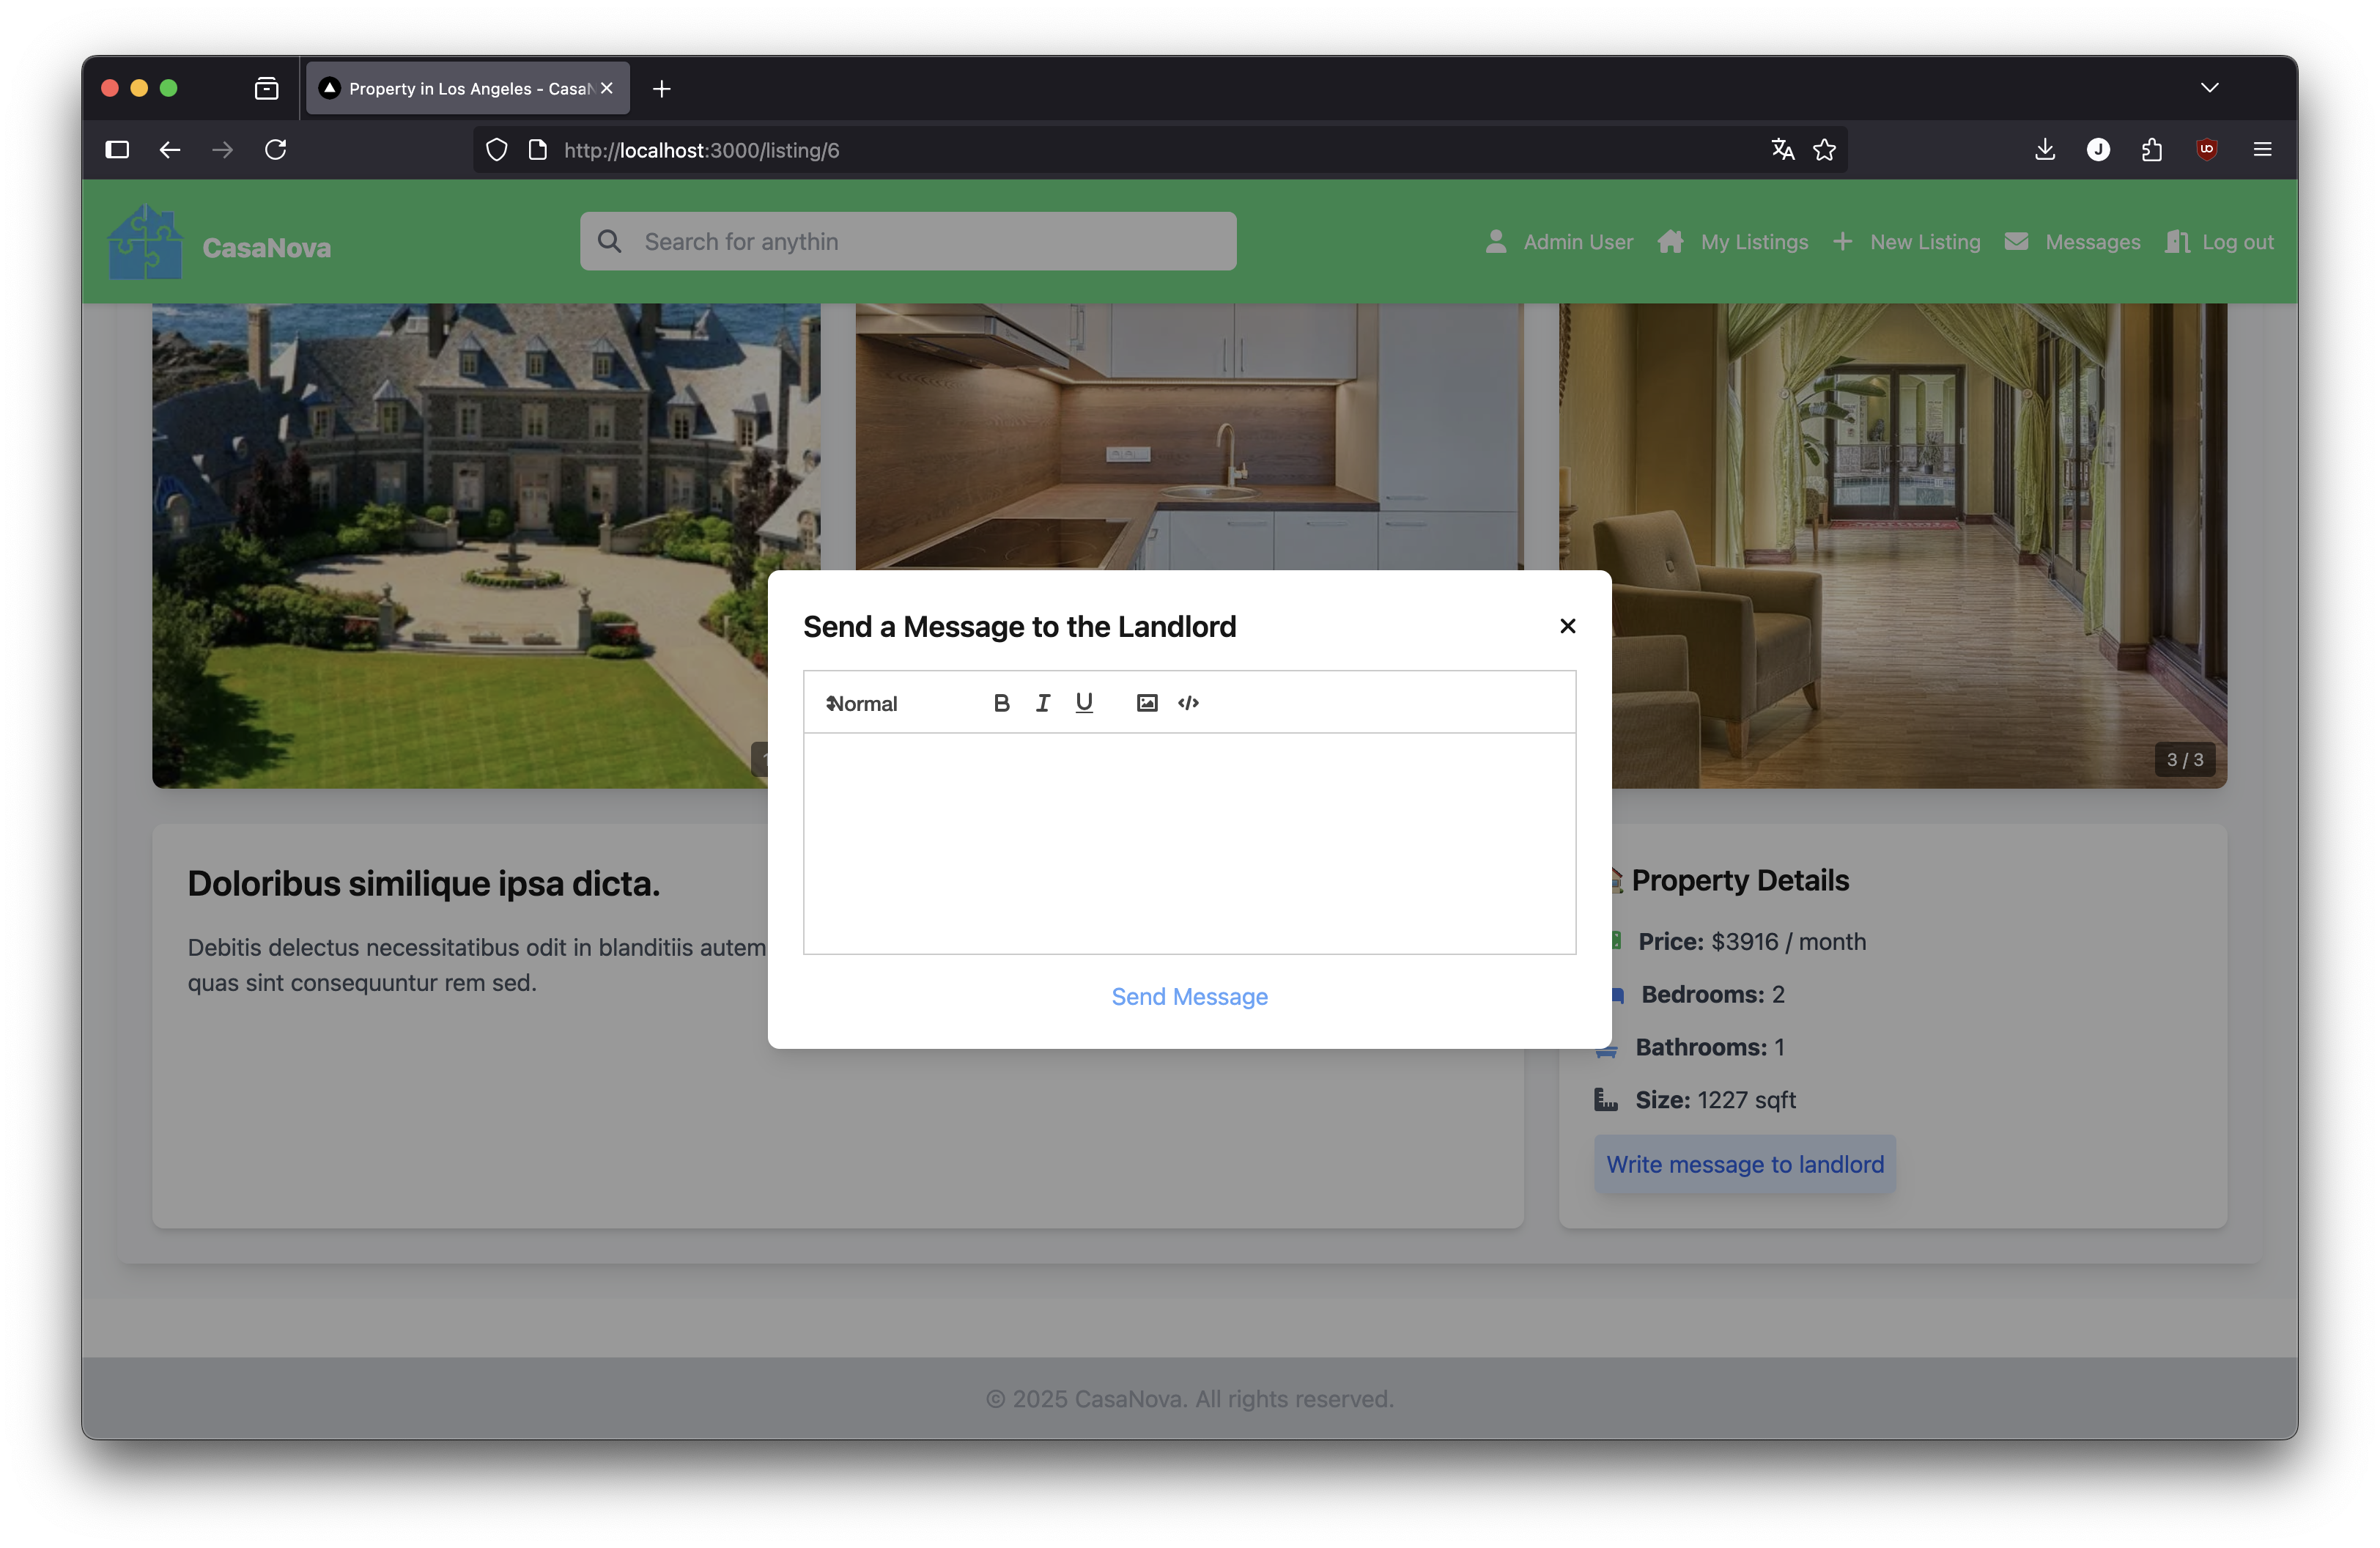 Property in Los Angeles - Casa
http://localhost:3000/listing/6
J
CasaNova
Search for anythin
Admin User
My Listings
New Listing
Messages
Log out
Send a Message to the Landlord
Normal
B I U
3 / 3
Doloribus similique ipsa dicta.
Debitis delectus necessitatibus odit in blanditiis autem
quas sint consequuntur rem sed.
Send Message
Property Details
Price: $3916 / month
Bedrooms: 2
Bathrooms: 1
Size: 1227 sqft
Write message to landlord
© 2025 CasaNova. All rights reserved.